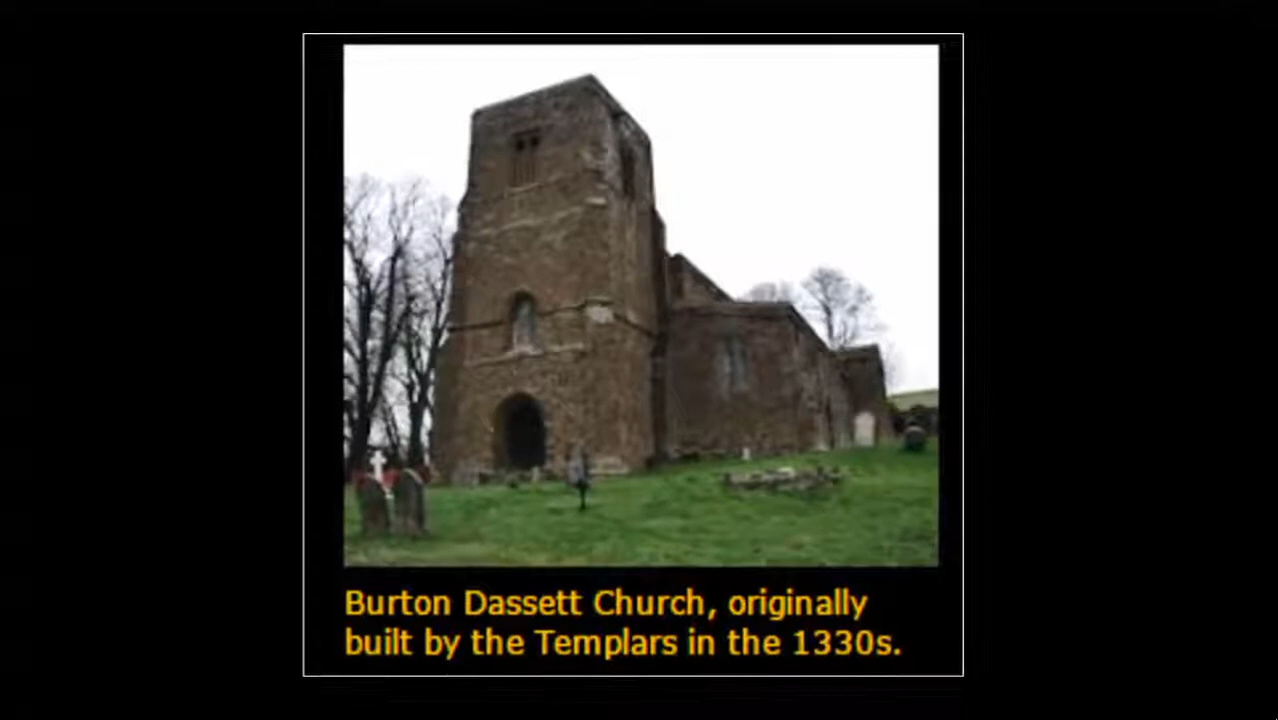 Burton Dassett Church, originally
built by the Templars in the 1330s.